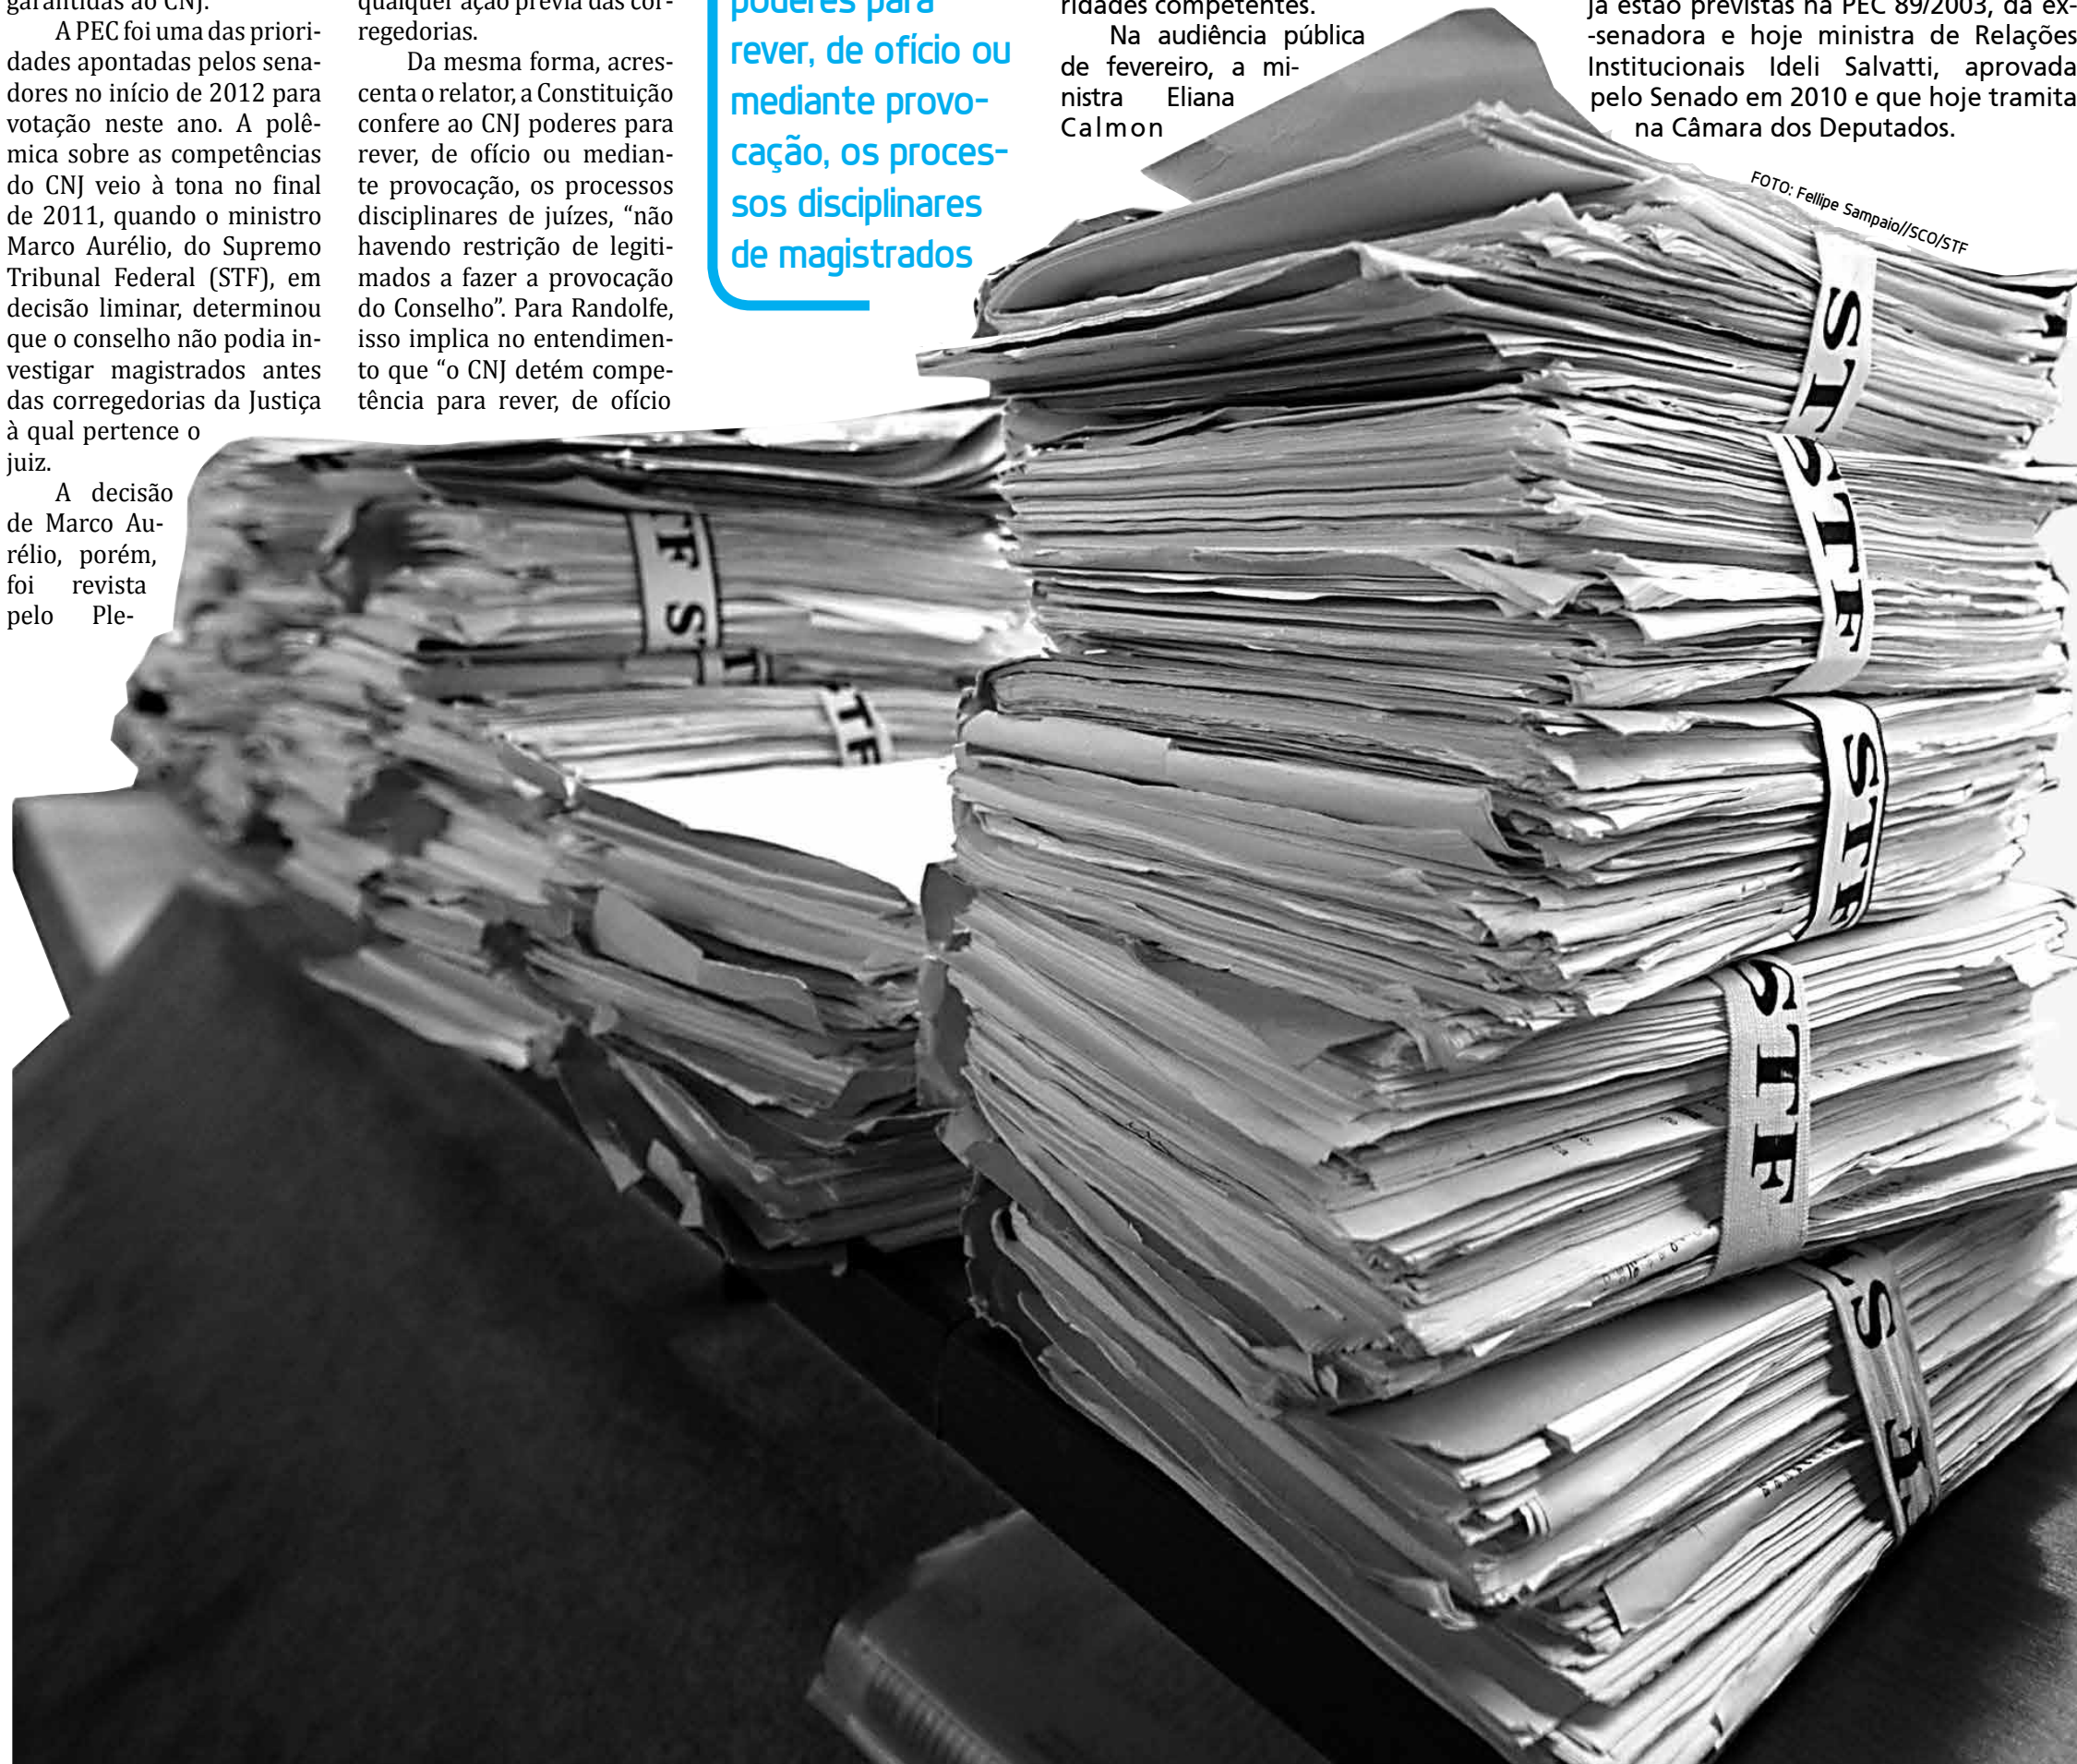 garantidas ao CNJ.
A PEC foi uma das priori-
dades apontadas pelos sena-
dores no início de 2012 para
votação neste ano. A polê-
mica sobre as competências
do CNJ veio à tona no final
de 2011, quando o ministro
Marco Aurélio, do Supremo
Tribunal Federal (STF), em
decisão liminar, determinou
que o conselho não podia in-
vestigar magistrados antes
das corregedorias da Justiça
à qual pertence o
juiz.
A decisão
de Marco Au-
rélio, porém,
foi revista
pelo Ple-
qualquer ação prévia das cor-
regedorias.
Da mesma forma, acres-
centa o relator, a Constituição
confere ao CNJ poderes para
rever, de ofício ou median-
te provocação, os processos
disciplinares de juízes, “não
havendo restrição de legiti-
mados a fazer a provocação
do Conselho”. Para Randolfe,
isso implica no entendimen-
to que “o CNJ detém compe-
tência para rever, de ofício
poderes para
rever, de ofício ou
mediante provo-
cação, os proces-
sos disciplinares
de magistrados
ridades competentes.
Na audiência pública
de fevereiro, a mi-
nistra Eliana
Calmon
já estão previstas na PEC 89/2003, da ex-
-senadora e hoje ministra de Relações
Institucionais Ideli Salvatti, aprovada
pelo Senado em 2010 e que hoje tramita
na Câmara dos Deputados.
FOTO: Fellipe Sampaio//SCO/STF
ST
STF
STF
STF
S
TF ST
TF